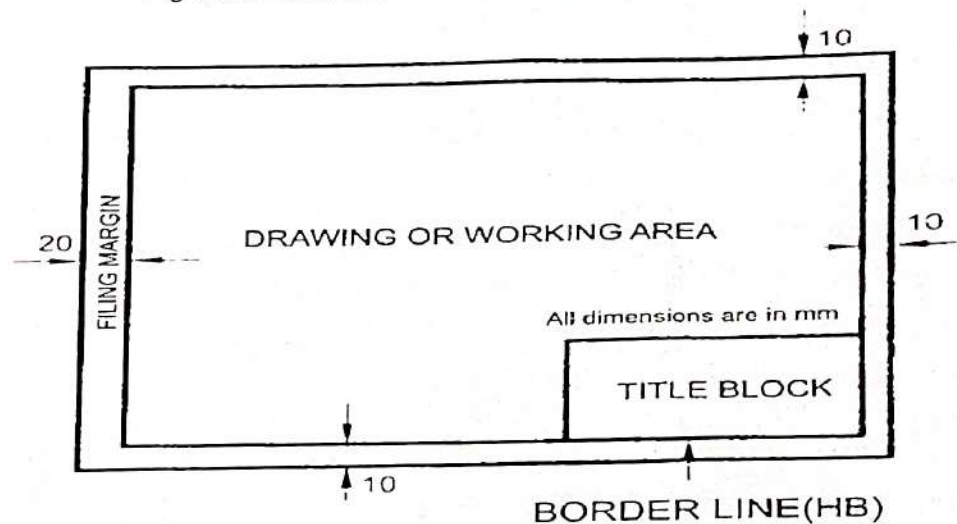 10
20
FILING MARGIN
DRAWING OR WORKING AREA
10
All dimensions are in mm
TITLE BLOCK
10
BORDER LINE(HB)